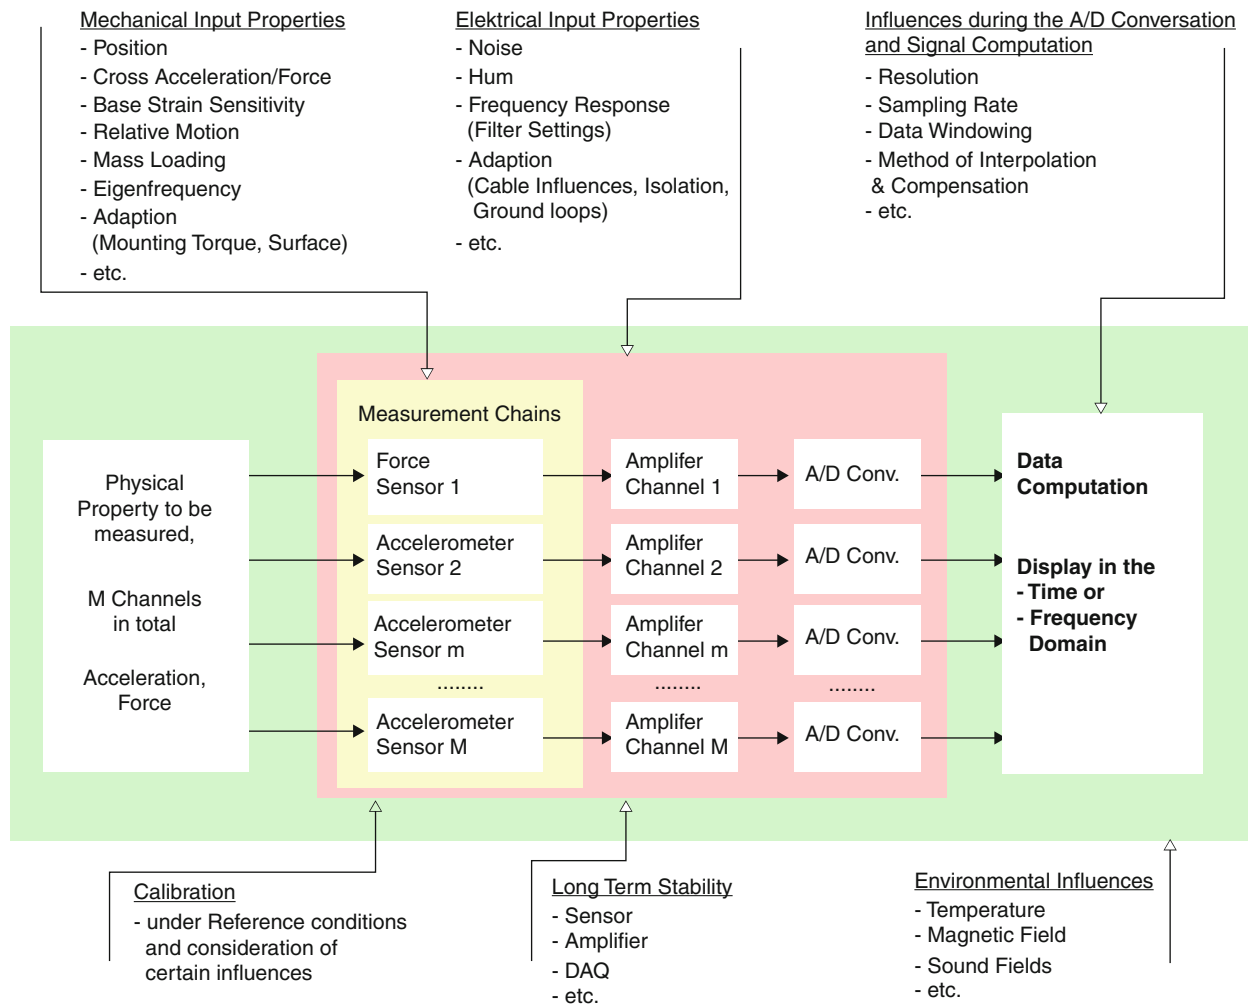 Mechanical Input Properties
- Position
- Cross Acceleration/Force
- Base Strain Sensitivity
- Relative Motion
- Mass Loading
- Eigenfrequency
- Adaption
(Mounting Torque, Surface)
- etc.
Elektrical Input Properties
- Noise
- Hum
- Frequency Response
(Filter Settings)
- Adaption
(Cable Influences, Isolation,
Ground loops)
- etc.
Influences during the A/D Conversation
and Signal Computation
- Resolution
- Sampling Rate
- Data Windowing
- Method of Interpolation
& Compensation
- etc.
Measurement Chains
Physical
Property to be
measured,
M Channels
in total
Acceleration,
Force
Force
Sensor 1
Amplifer
Channel 1
A/D Conv.
Accelerometer
Sensor 2
Amplifer
Channel 2
A/D Conv.
Accelerometer
Sensor m
Amplifer
Channel m
A/D Conv.
........
........
........
Accelerometer
Sensor M
Amplifer
Channel M
A/D Conv.
Data
Computation
Display in the
- Time or
- Frequency
Domain
Calibration
- under Reference conditions
and consideration of
certain influences
Long Term Stability
- Sensor
- Amplifier
- DAQ
- etc.
Environmental Influences
- Temperature
- Magnetic Field
- Sound Fields
- etc.